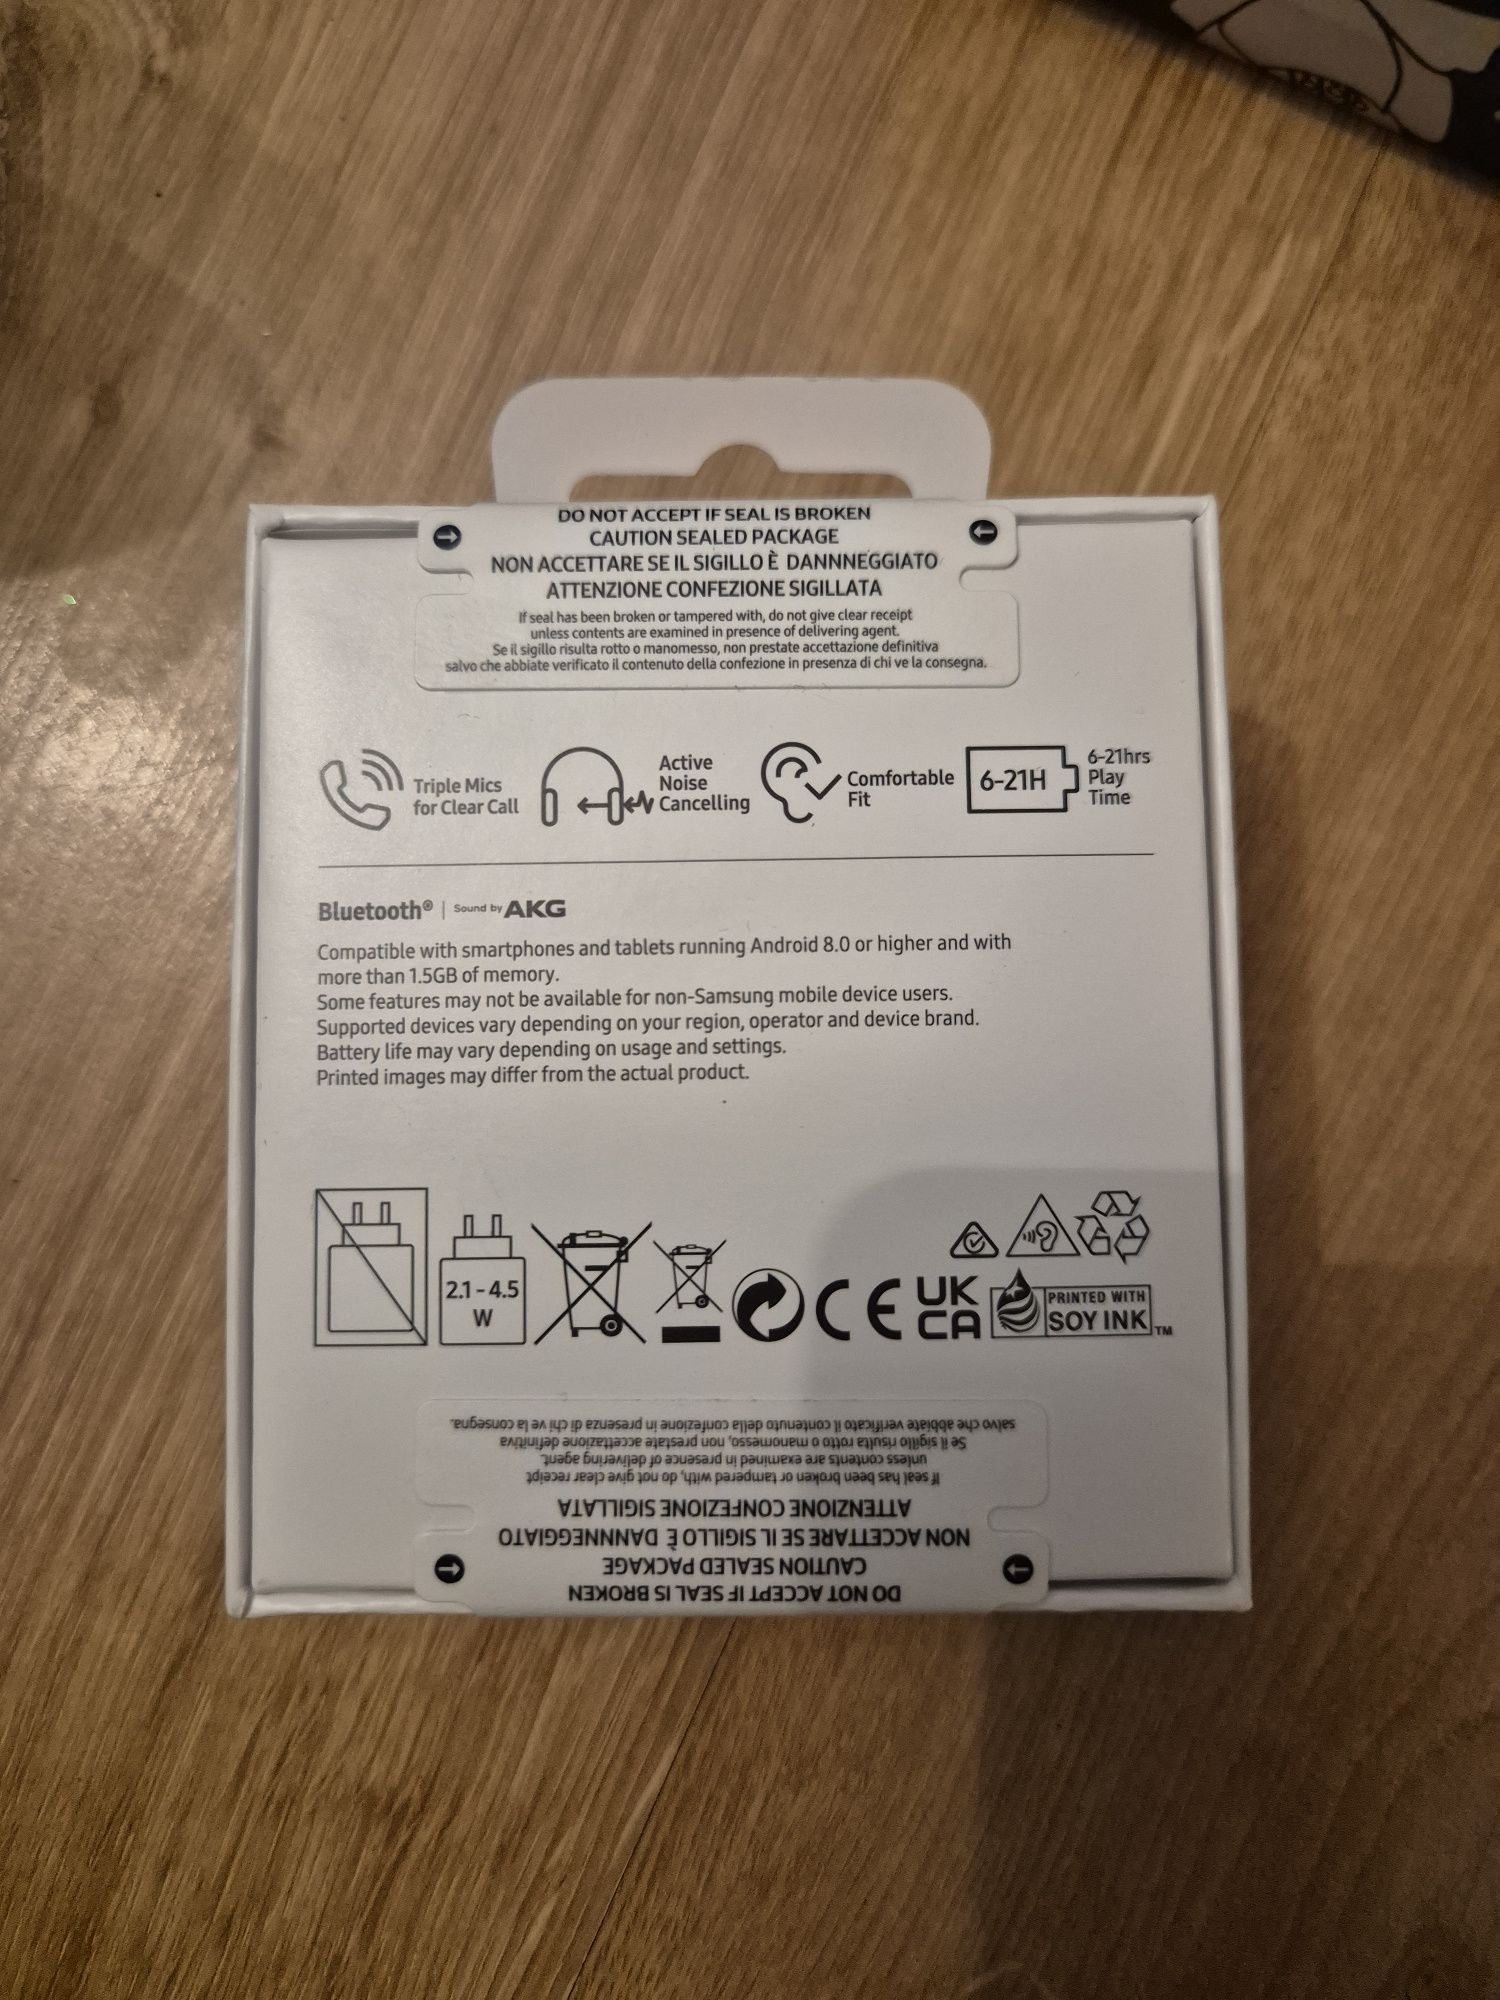 DO NOT ACCEPT IF SEAL IS BROKEN
CAUTION SEALED PACKAGE
NON ACCETTARE SE IL SIGILLO È DANNNEGGIATO
ATTENZIONE CONFEZIONE SIGILLATA
If seal has been broken or tampered with, do not give clear receipt
unless contents are examined in presence of delivering agent.
Se il sigillo risulta rotto o manomesso, non prestate accettazione definitiva
salvo che abbiate verificato il contenuto della confezione in presenza di chi ve la consegna.
Triple Mics
for Clear Call
Active
Noise
Cancelling
Comfortable
Fit
6-21H
6-21hrs
Play
Time
Bluetooth® | Sound by AKG
Compatible with smartphones and tablets running Android 8.0 or higher and with
more than 1.5GB of memory.
Some features may not be available for non-Samsung mobile device users.
Supported devices vary depending on your region, operator and device brand.
Battery life may vary depending on usage and settings.
Printed images may differ from the actual product.
2.1 - 4.5
W
CE
UK
CA
PRINTED WITH
SOY INK™
DO NOT ACCEPT IF SEAL IS BROKEN
CAUTION SEALED PACKAGE
NON ACCETTARE SE IL SIGILLO È DANNNEGGIATO
ATTENZIONE CONFEZIONE SIGILLATA
If seal has been broken or tampered with, do not give clear receipt
unless contents are examined in presence of delivering agent.
Se il sigillo risulta rotto o manomesso, non prestate accettazione definitiva
salvo che abbiate verificato il contenuto della confezione in presenza di chi ve la consegna.